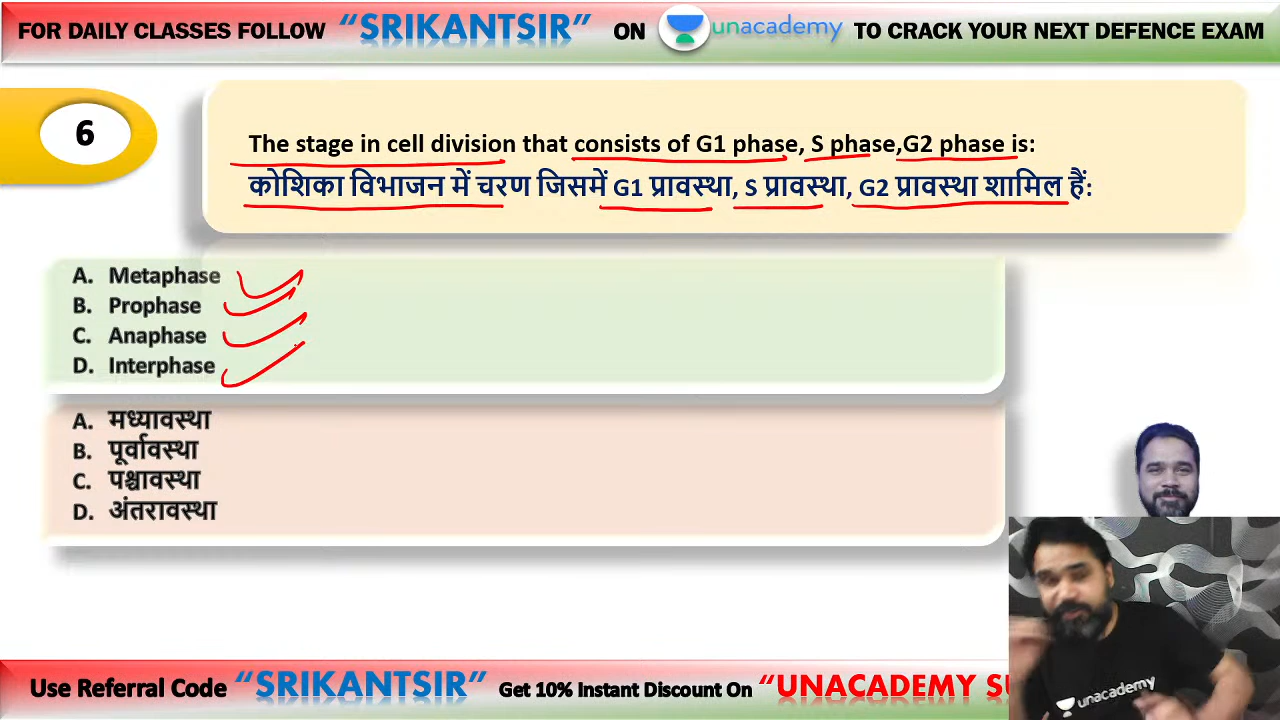 FOR DAILY CLASSES FOLLOW “SRIKANTSIR” ON unacademy TO CRACK YOUR NEXT DEFENCE EXAM
6
The stage in cell division that consists of G1 phase, S phase,G2 phase is:
कोशिका विभाजन में चरण जिसमें G1 प्रावस्था, S प्रावस्था, G2 प्रावस्था शामिल हैं:
A. Metaphase
B. Prophase
C. Anaphase
D. Interphase
A. मध्यावस्था
B. पूर्वावस्था
C. पश्चावस्था
D. अंतरावस्था
unacademy
Use Referral Code “SRIKANTSIR” Get 10% Instant Discount On “UNACADEMY